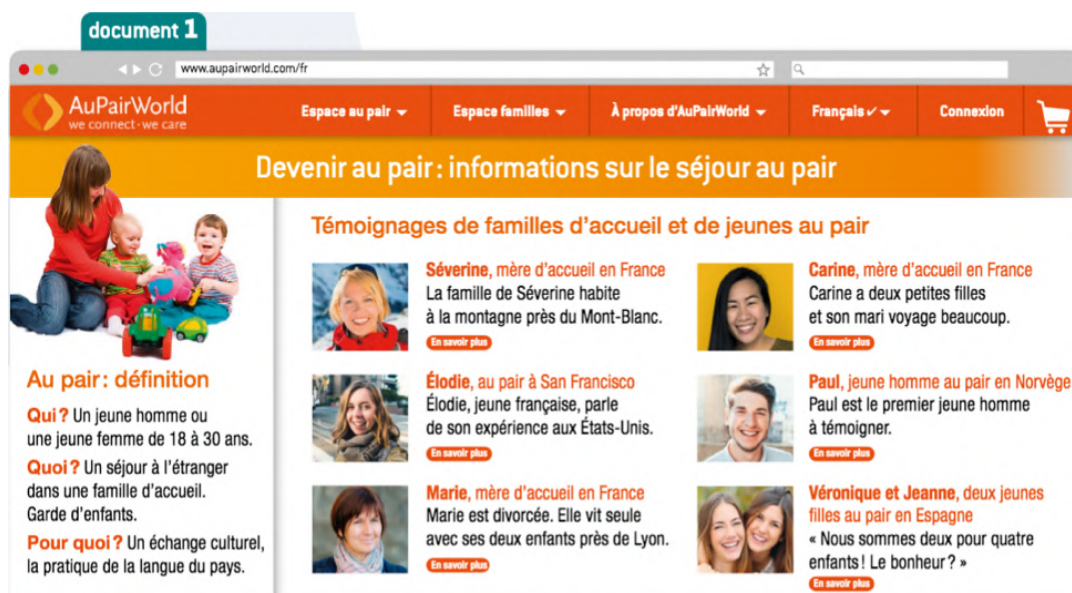 document 1
www.aupairworld.com/fr
AuPairWorld
we connect·we care
Espace au pair
Espace familles
À propos d'AuPairWorld
Français
Connexion
Devenir au pair : informations sur le séjour au pair
Au pair : définition
Qui ? Un jeune homme ou
une jeune femme de 18 à 30 ans.
Quoi ? Un séjour à l'étranger
dans une famille d'accueil.
Garde d'enfants.
Pour quoi ? Un échange culturel,
la pratique de la langue du pays.
Témoignages de familles d'accueil et de jeunes au pair
Séverine, mère d'accueil en France
La famille de Séverine habite
à la montagne près du Mont-Blanc.
En savoir plus
Élodie, au pair à San Francisco
Élodie, jeune française, parle
de son expérience aux États-Unis.
En savoir plus
Marie, mère d'accueil en France
Marie est divorcée. Elle vit seule
avec ses deux enfants près de Lyon.
En savoir plus
Carine, mère d'accueil en France
Carine a deux petites filles
et son mari voyage beaucoup.
En savoir plus
Paul, jeune homme au pair en Norvège
Paul est le premier jeune homme
à témoigner.
En savoir plus
Véronique et Jeanne, deux jeunes
filles au pair en Espagne
« Nous sommes deux pour quatre
enfants ! Le bonheur ? »
En savoir plus